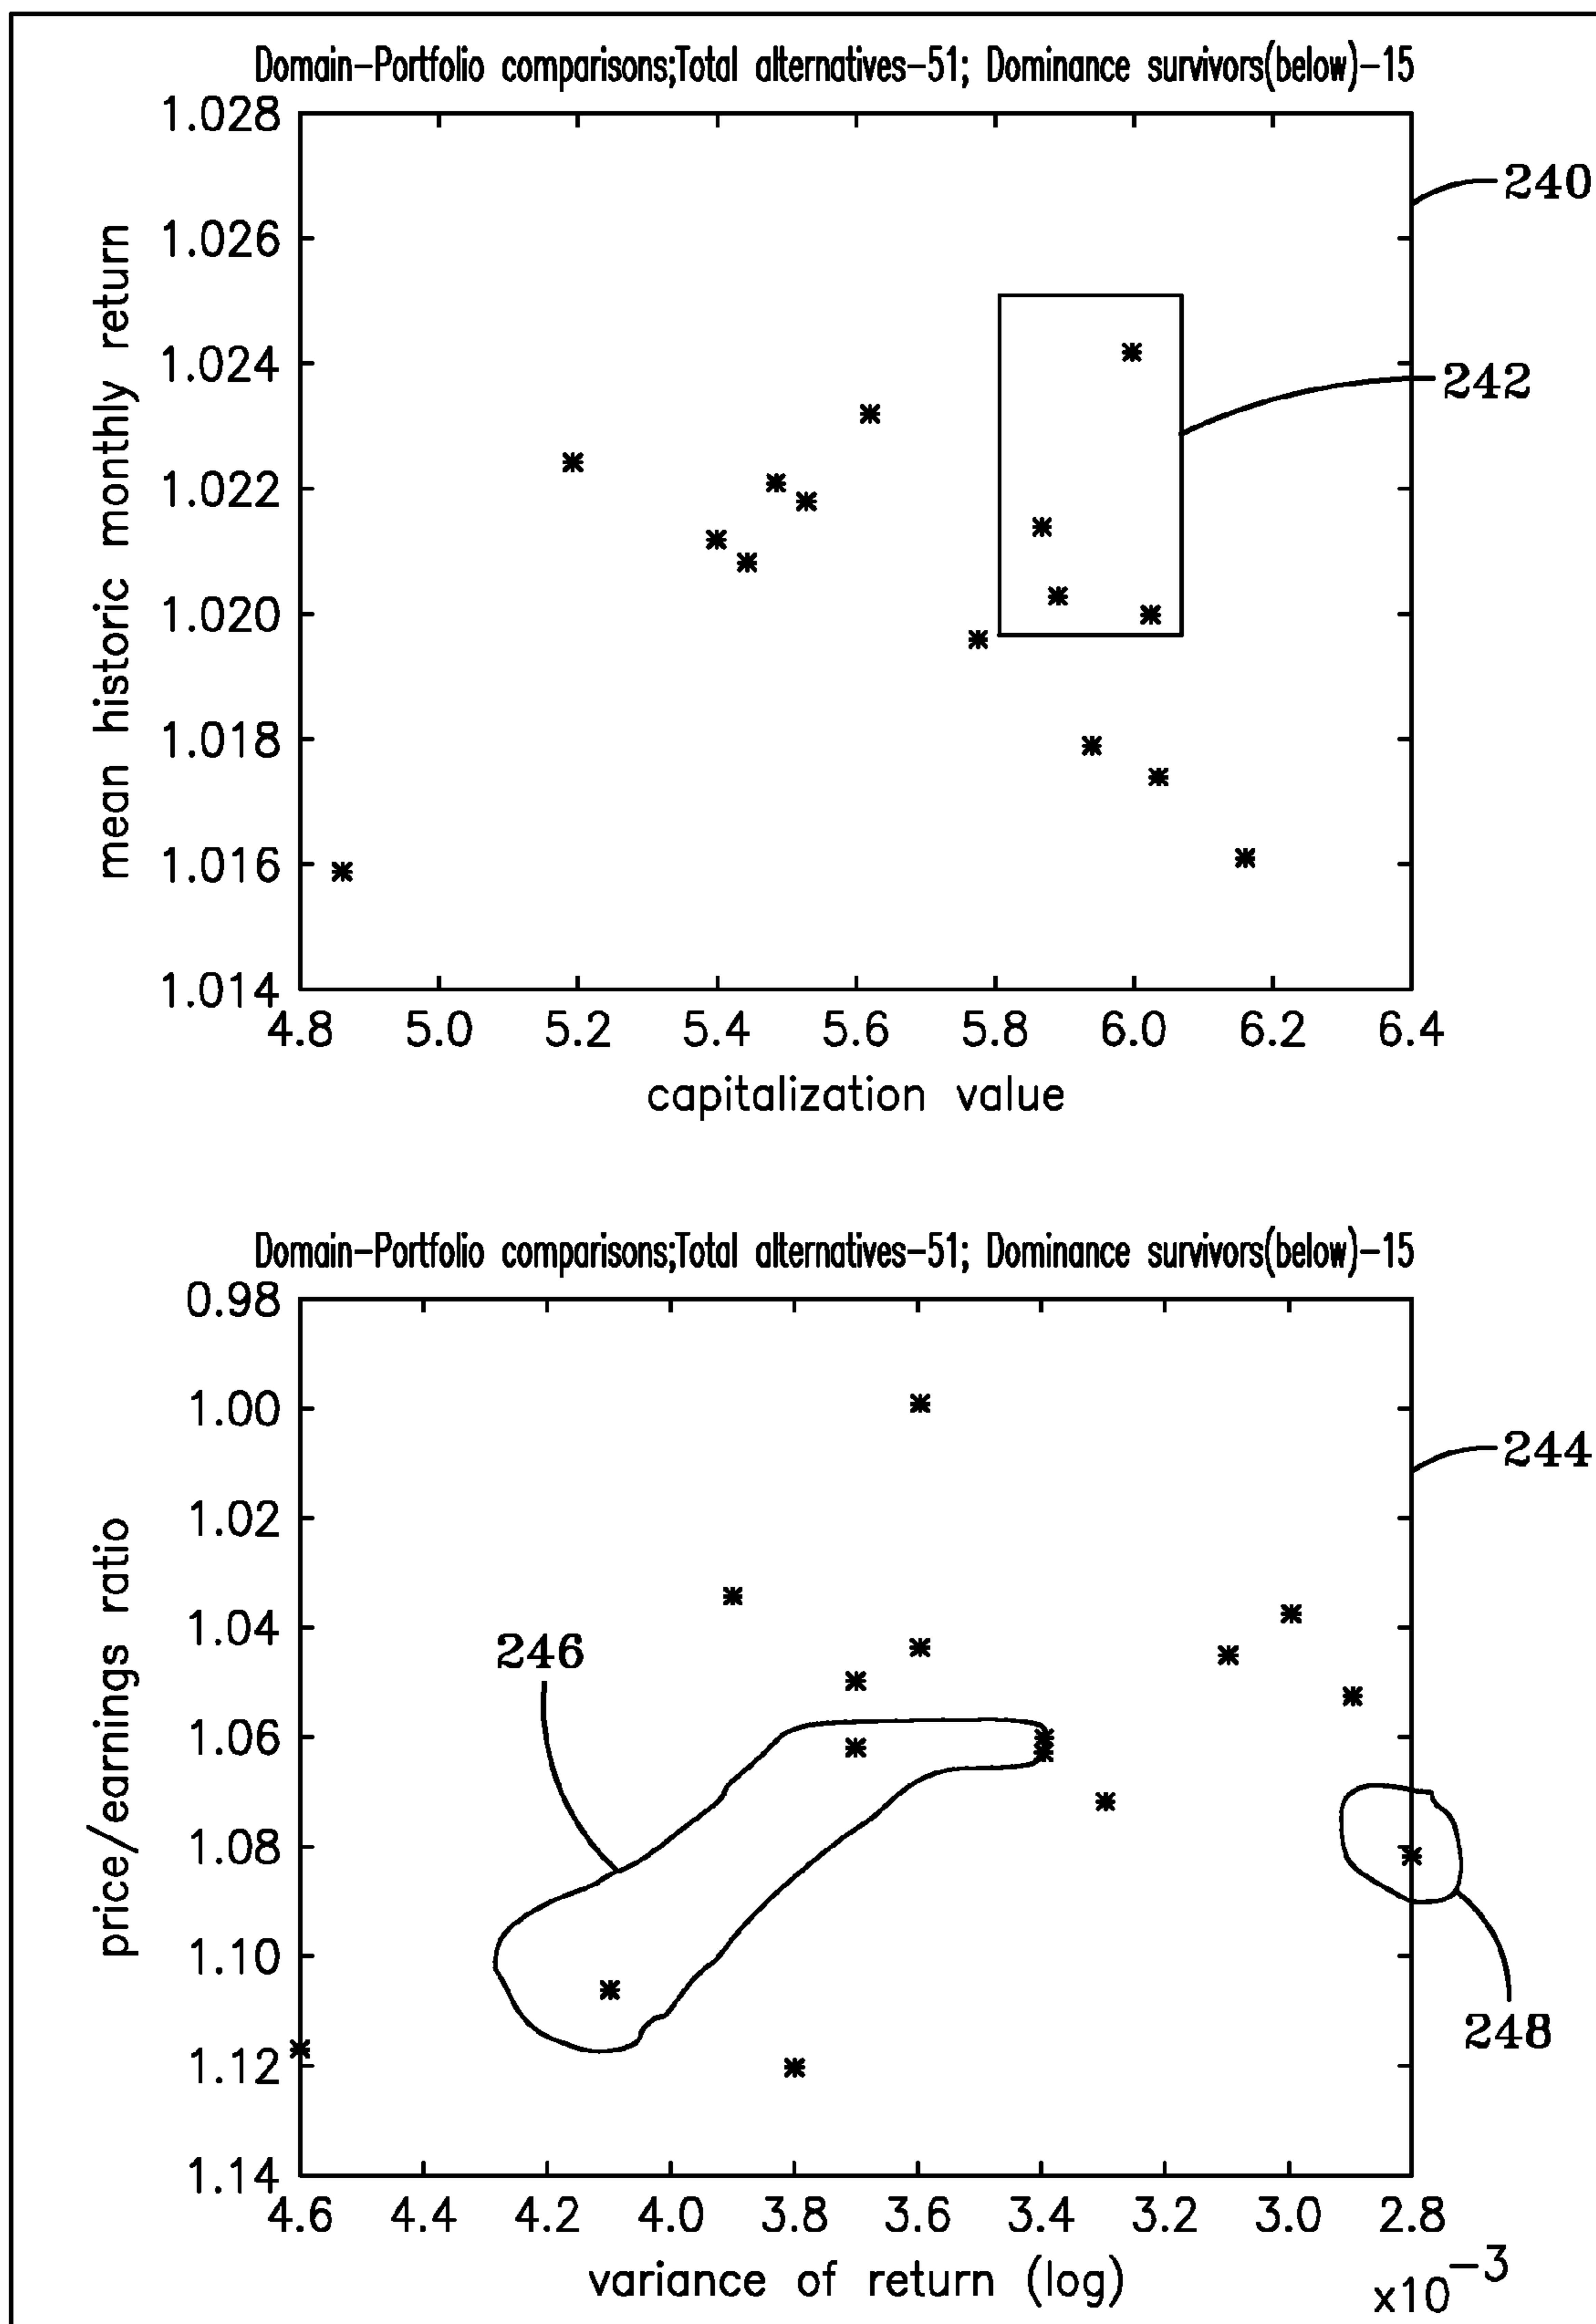 Domain-Portfolio comparisons;Total alternatives-51; Dominance survivors(below)-15
1.028
1.026
1.024
1.022
1.020
1.018
1.016
1.014
mean historic monthly return
4.8 5.0 5.2 5.4 5.6 5.8 6.0 6.2 6.4
capitalization value
240
242
Domain-Portfolio comparisons;Total alternatives-51; Dominance survivors(below)-15
0.98
1.00
1.02
1.04
1.06
1.08
1.10
1.12
1.14
price/earnings ratio
4.6 4.4 4.2 4.0 3.8 3.6 3.4 3.2 3.0 2.8
variance of return (log)
x10⁻³
244
246
248